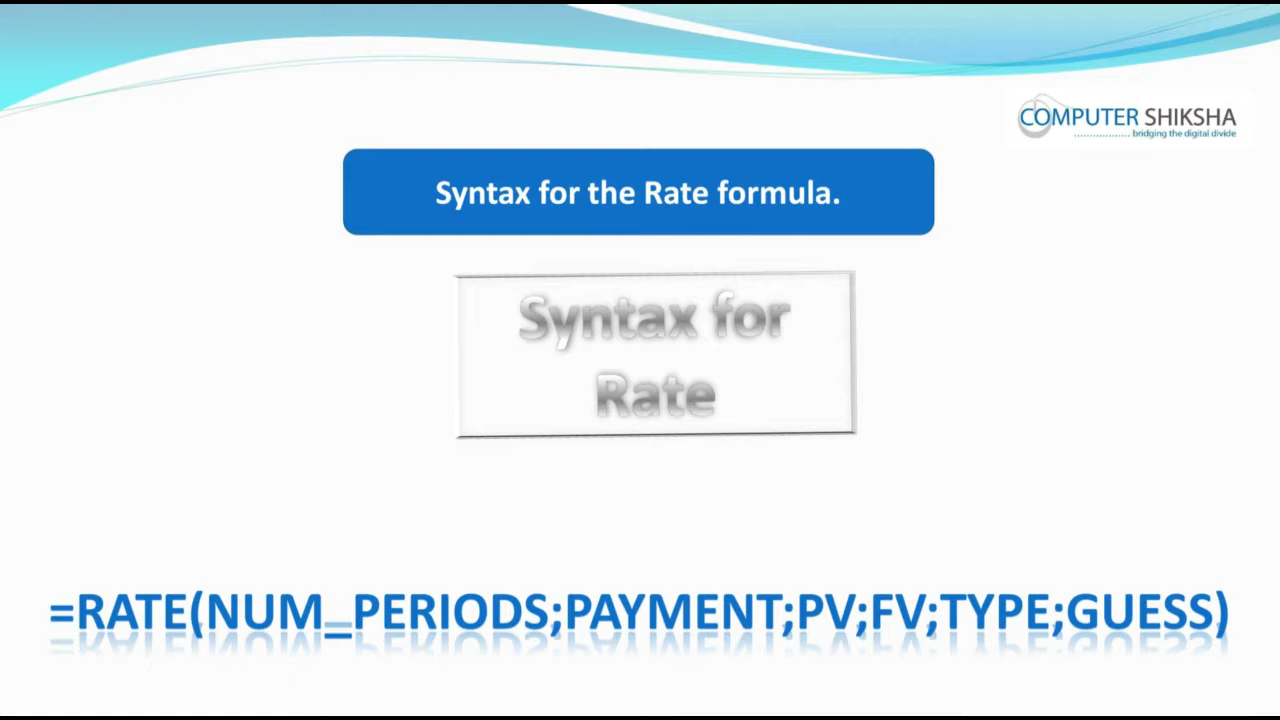 COMPUTER SHIKSHA
bridging the digital divide
Syntax for the Rate formula.
Syntax for
Rate
=RATE(NUM_PERIODS;PAYMENT;PV;FV;TYPE;GUESS)